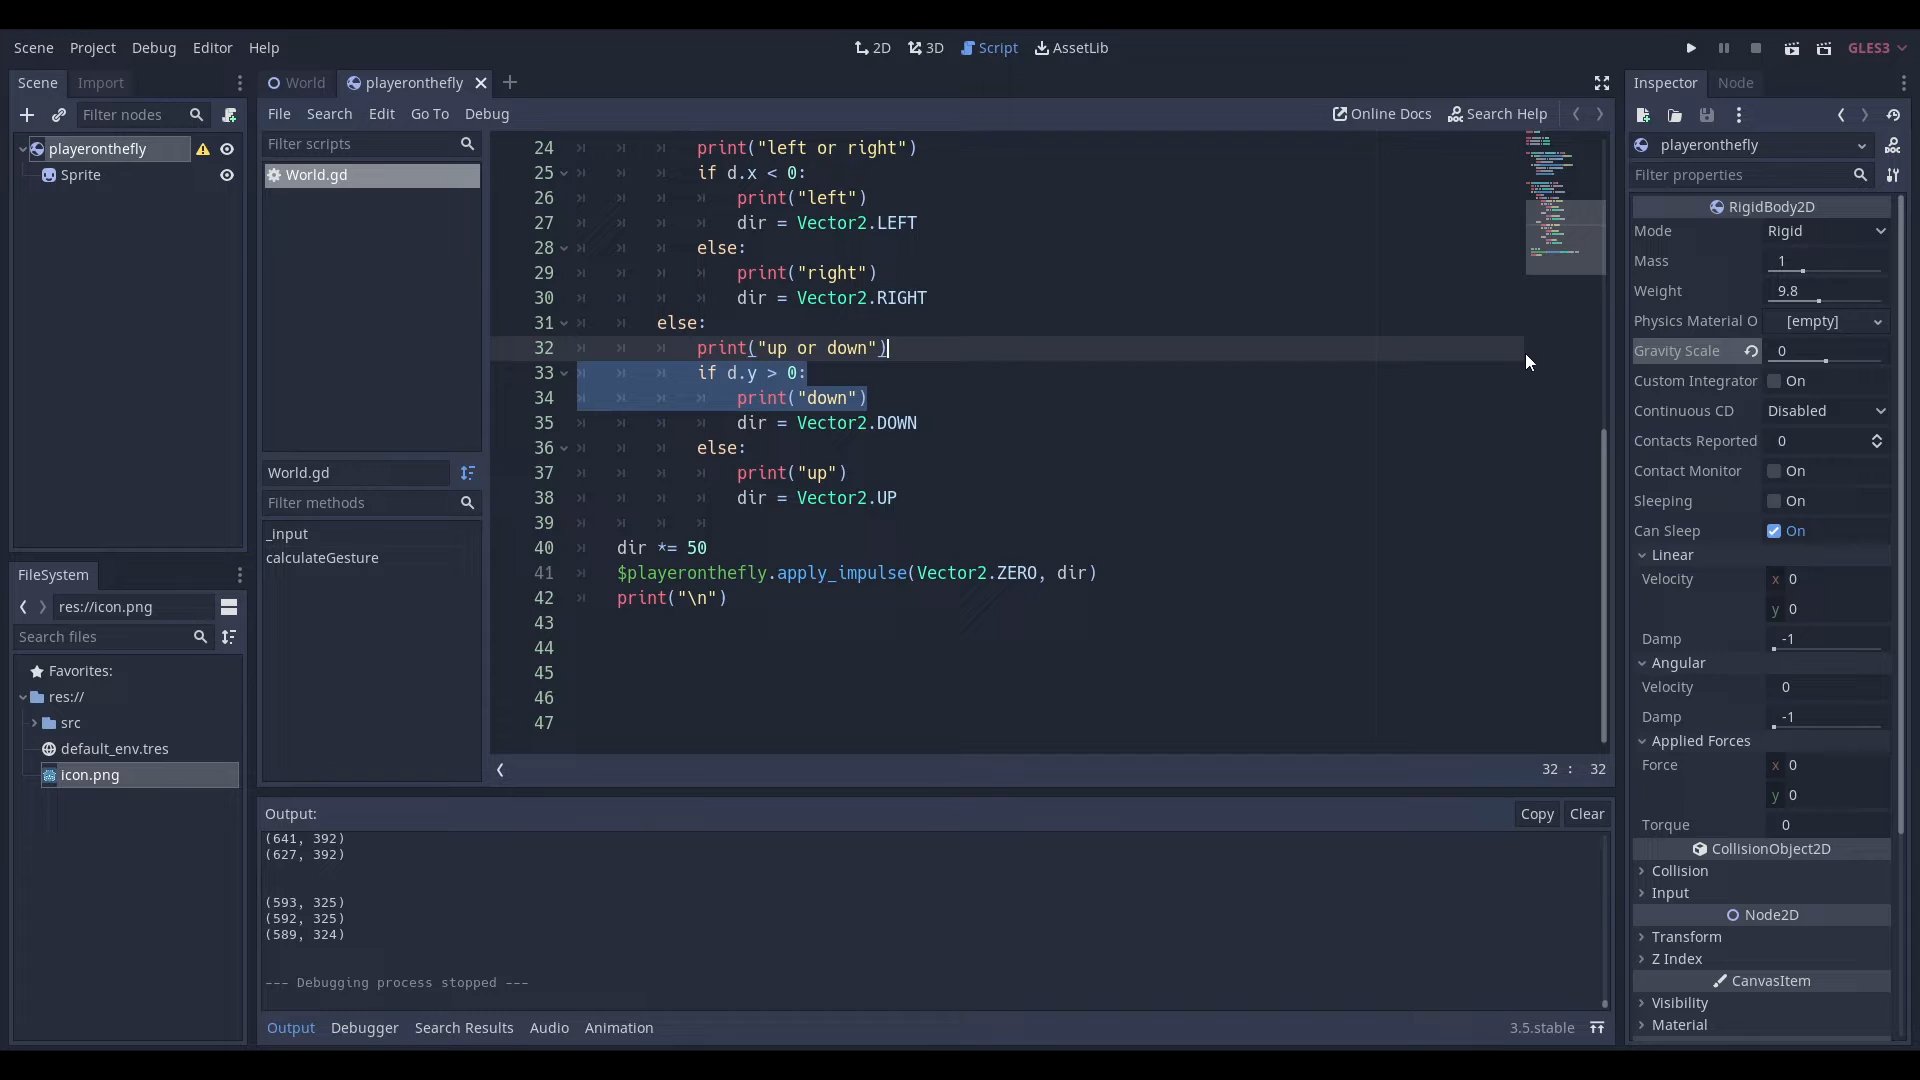 Scene Project Debug Editor Help
2D 3D Script AssetLib
GLES3
Scene Import
Filter nodes
playeronthefly
Sprite
FileSystem
res://icon.png
Search files
Favorites:
res://
src
default_env.tres
icon.png
World playeronthefly
File Search Edit Go To Debug
Online Docs Search Help
Filter scripts
World.gd
World.gd
Filter methods
_input
calculateGesture
24 print("left or right")
25 if d.x < 0:
26 print("left")
27 dir = Vector2.LEFT
28 else:
29 print("right")
30 dir = Vector2.RIGHT
31 else:
32 print("up or down")
33 if d.y > 0:
34 print("down")
35 dir = Vector2.DOWN
36 else:
37 print("up")
38 dir = Vector2.UP
39
40 dir *= 50
41 $playeronthefly.apply_impulse(Vector2.ZERO, dir)
42 print("\n")
43
44
45
46
47
32 : 32
Output:
Copy Clear
(641, 392)
(627, 392)
(593, 325)
(592, 325)
(589, 324)
--- Debugging process stopped ---
Output Debugger Search Results Audio Animation
3.5.stable
Inspector Node
playeronthefly
Filter properties
RigidBody2D
Mode Rigid
Mass 1
Weight 9.8
Physics Material O [empty]
Gravity Scale 0
Custom Integrator On
Continuous CD Disabled
Contacts Reported 0
Contact Monitor On
Sleeping On
Can Sleep On
Linear
Velocity x 0
y 0
Damp -1
Angular
Velocity 0
Damp -1
Applied Forces
Force x 0
y 0
Torque 0
CollisionObject2D
Collision
Input
Node2D
Transform
Z Index
CanvasItem
Visibility
Material